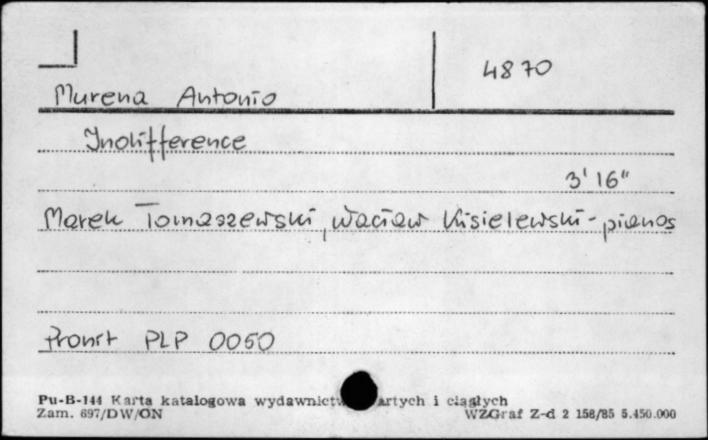 4870
Murena Antonio
Indifference
3' 16"
Marek Tomaszewski, Wacław Kisielewski - pianos
Pronit PLP 0050
Pu-B-144 Karta katalogowa wydawnictw artych i ciągłych
Zam. 697/DW/ON WZGraf Z-d 2 158/85 5.450.000